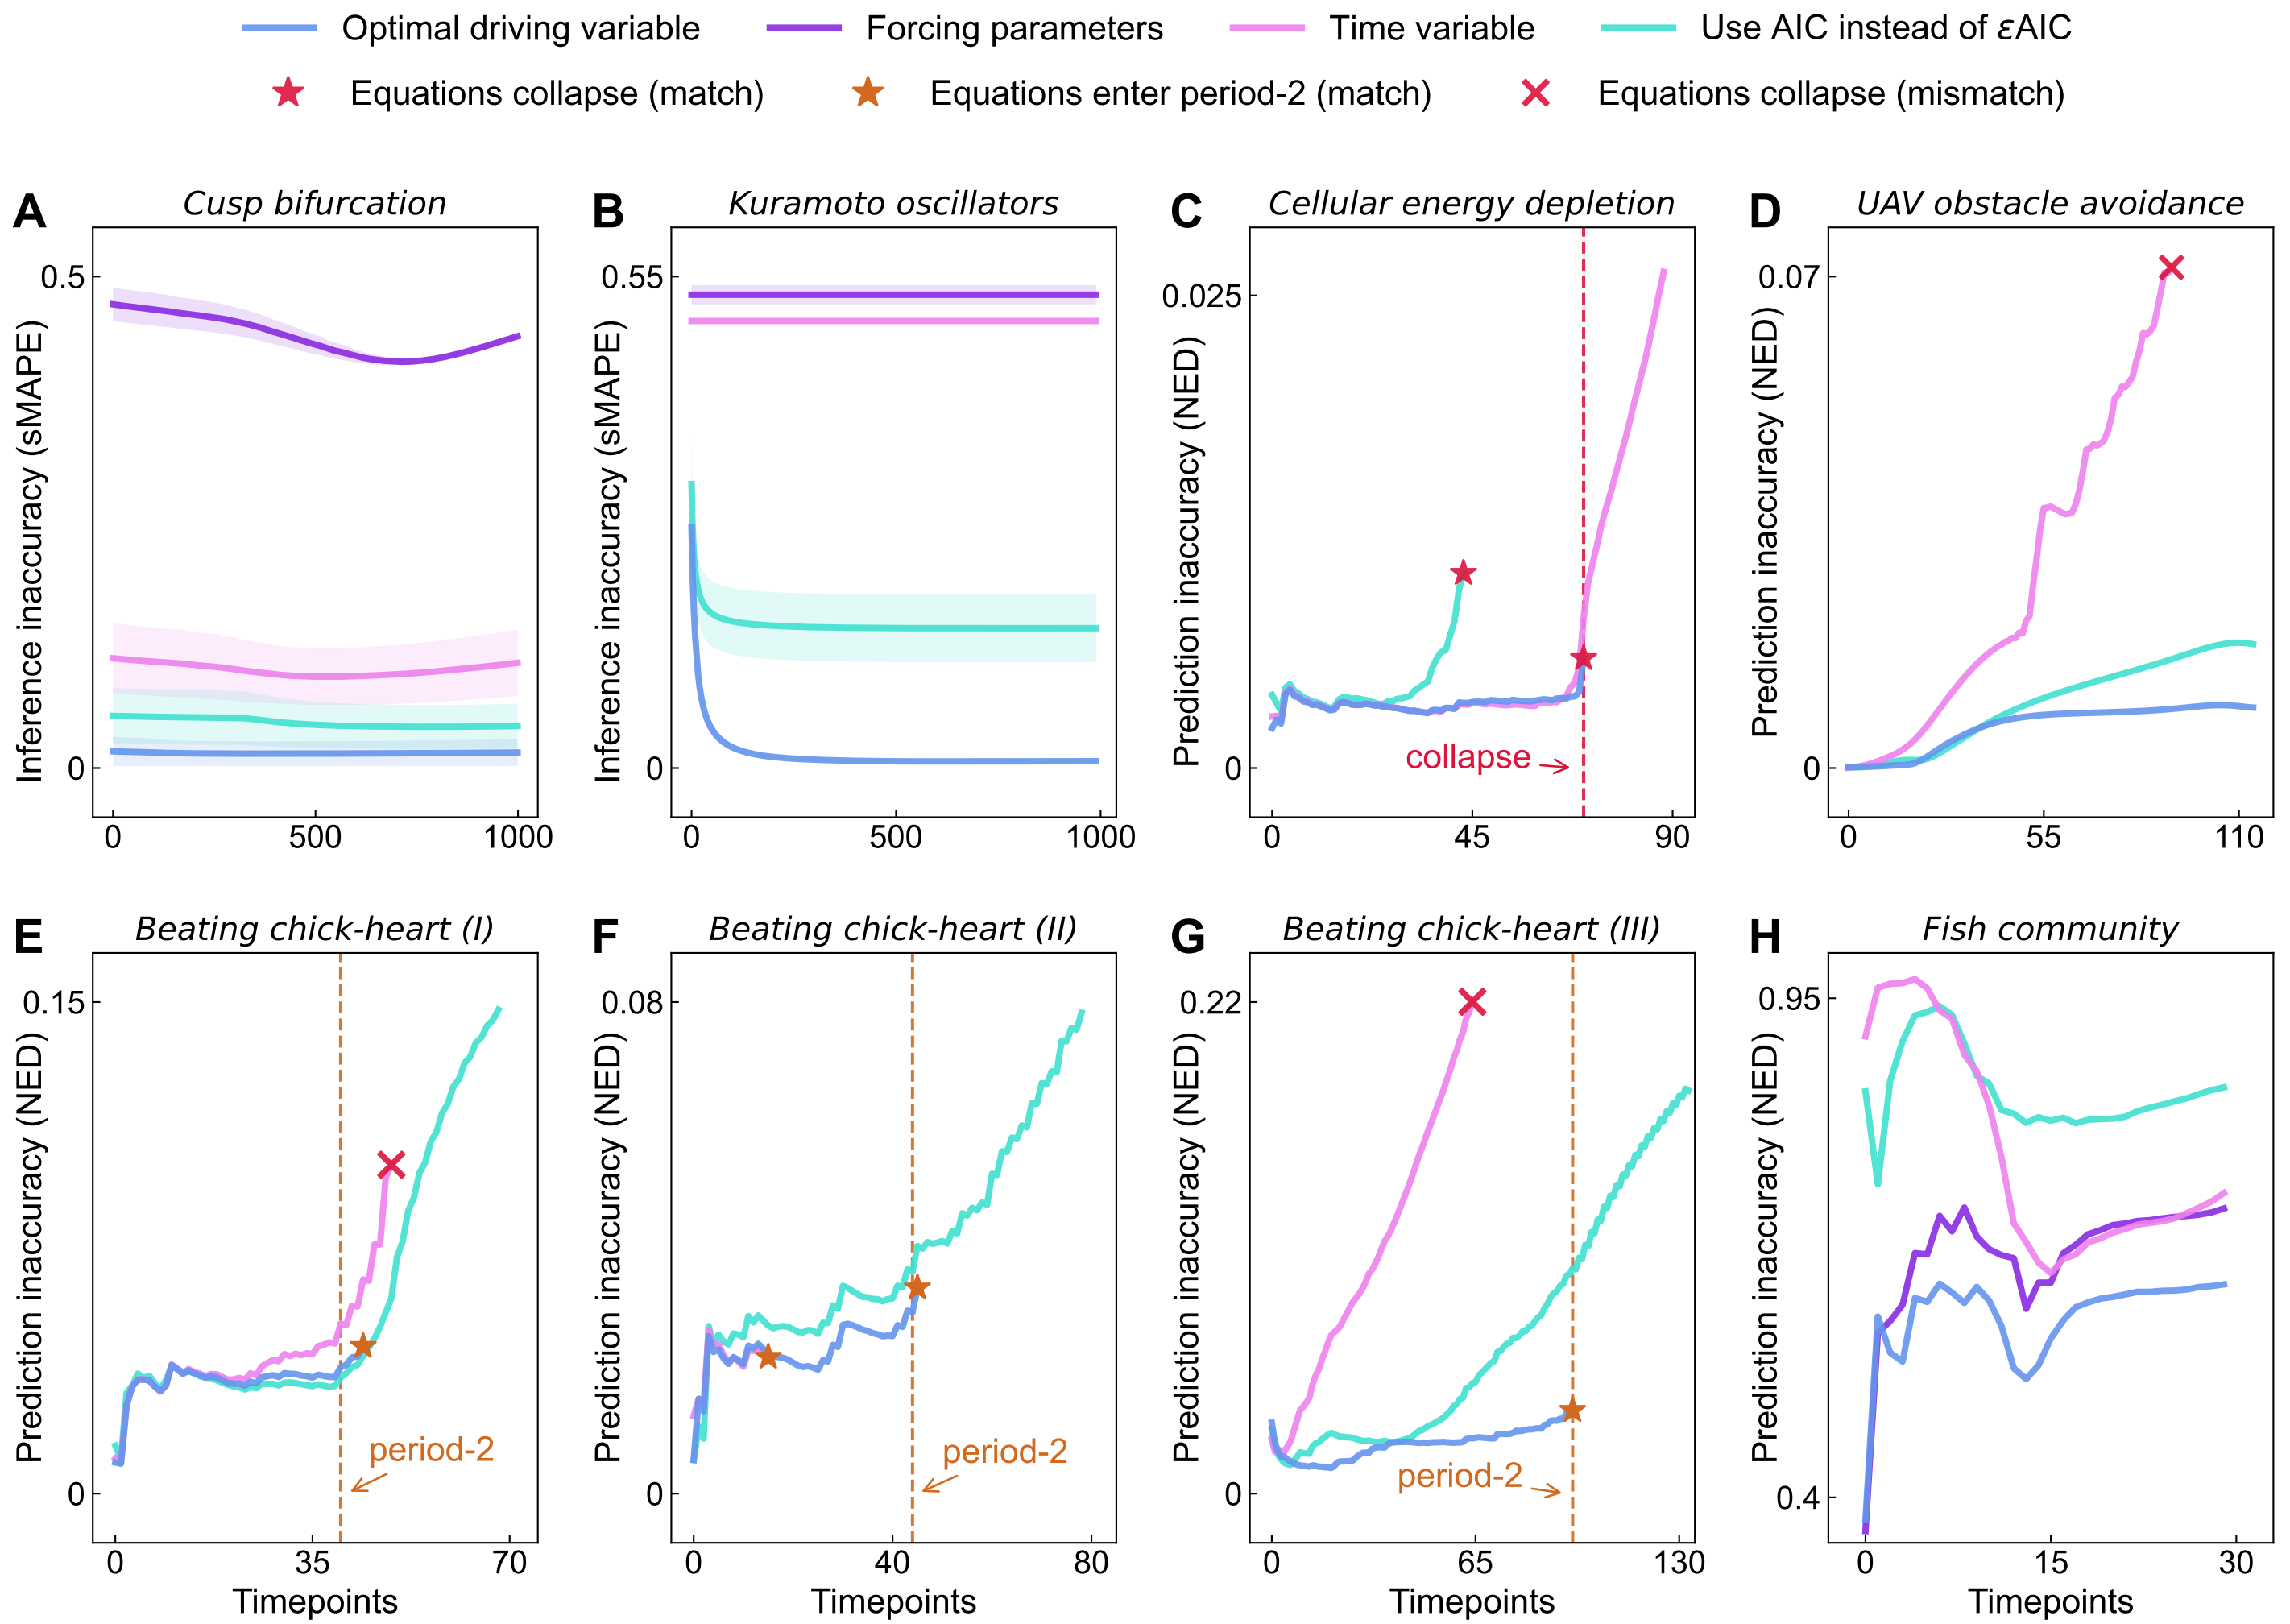 Optimal driving variable Forcing parameters Time variable Use AIC instead of εAIC
Equations collapse (match) Equations enter period-2 (match) Equations collapse (mismatch)
A Cusp bifurcation
Inference inaccuracy (sMAPE)
0.5
0
0 500 1000
B Kuramoto oscillators
Inference inaccuracy (sMAPE)
0.55
0
0 500 1000
C Cellular energy depletion
Prediction inaccuracy (NED)
0.025
0
collapse
0 45 90
D UAV obstacle avoidance
Prediction inaccuracy (NED)
0.07
0
0 55 110
E Beating chick-heart (I)
Prediction inaccuracy (NED)
0.15
0
period-2
0 35 70
Timepoints
F Beating chick-heart (II)
Prediction inaccuracy (NED)
0.08
0
period-2
0 40 80
Timepoints
G Beating chick-heart (III)
Prediction inaccuracy (NED)
0.22
0
period-2
0 65 130
Timepoints
H Fish community
Prediction inaccuracy (NED)
0.95
0.4
0 15 30
Timepoints